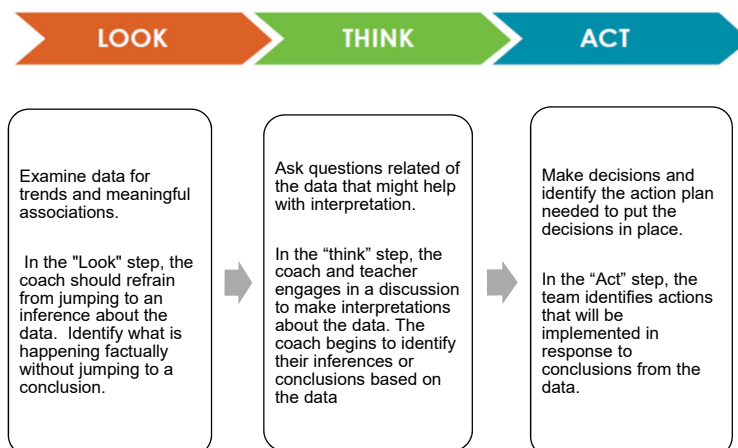 LOOK
THINK
ACT
Examine data for
trends and meaningful
associations.
In the "Look" step, the
coach should refrain
from jumping to an
inference about the
data.  Identify what is
happening factually
without jumping to a
conclusion.
Ask questions related of
the data that might help
with interpretation.
In the “think” step, the
coach and teacher
engages in a discussion
to make interpretations
about the data. The
coach begins to identify
their inferences or
conclusions based on
the data
Make decisions and
identify the action plan
needed to put the
decisions in place.
In the “Act” step, the
team identifies actions
that will be
implemented in
response to
conclusions from the
data.